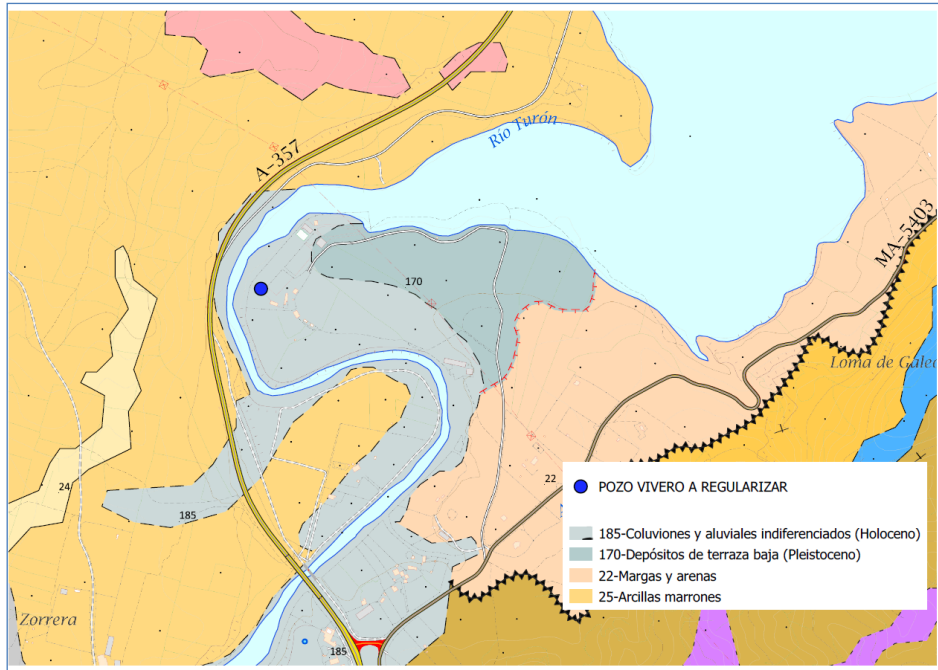 Río Turón
A-357
MA-5403
170
Loma de Galeo
24
22
185
POZO VIVERO A REGULARIZAR
185-Coluviones y aluviales indiferenciados (Holoceno)
170-Depósitos de terraza baja (Pleistoceno)
22-Margas y arenas
25-Arcillas marrones
Zorrera
185